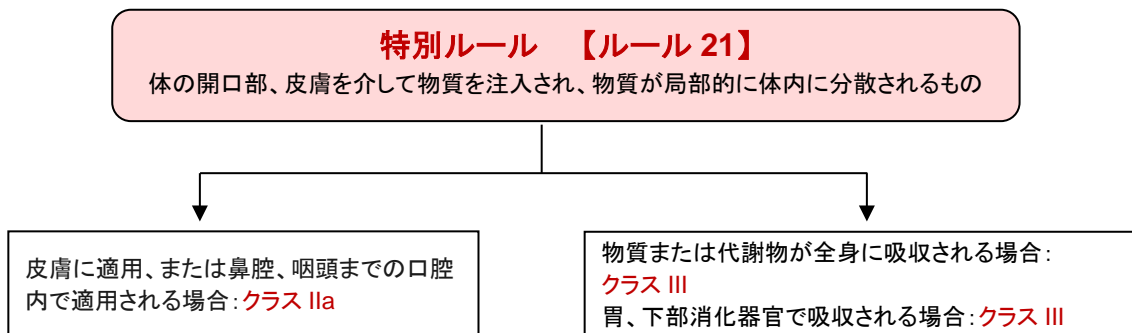 特別ルール　【ルール 21】
体の開口部、皮膚を介して物質を注入され、物質が局部的に体内に分散されるもの
皮膚に適用、または鼻腔、咽頭までの口腔
内で適用される場合：クラス IIa
物質または代謝物が全身に吸収される場合：
クラス III
胃、下部消化器官で吸収される場合：クラス III